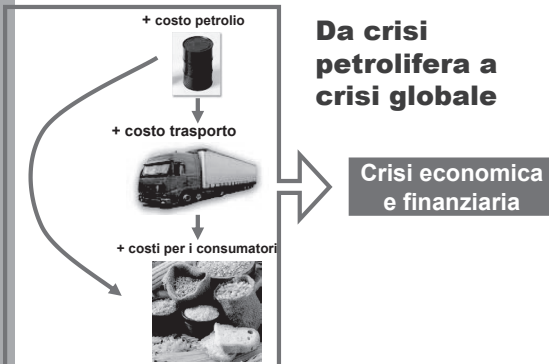 + costo petrolio
Da crisi
petrolifera a
crisi globale
+ costo trasporto
Crisi economica
e finanziaria
+ costi per i consumatori